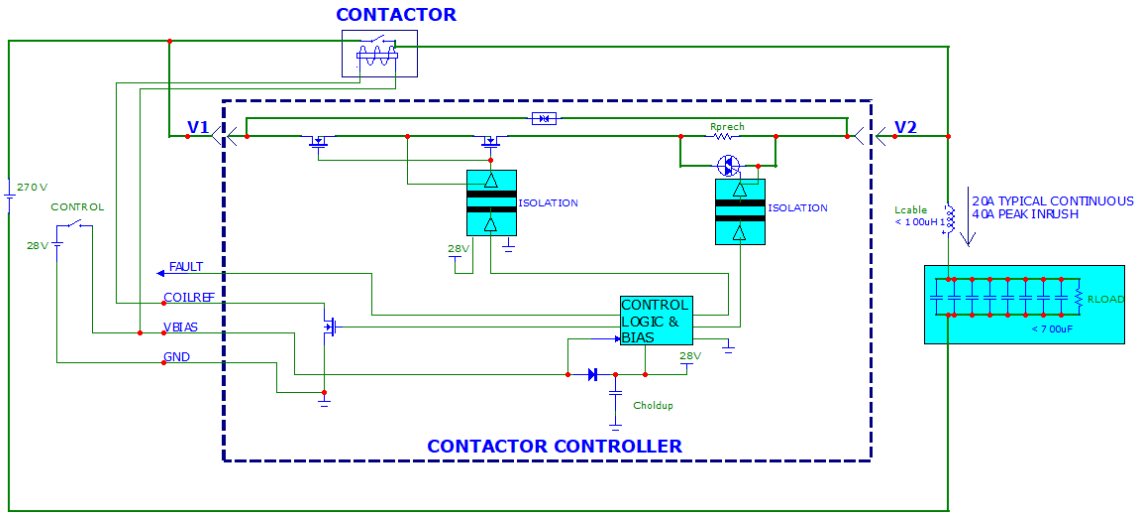 CONTACTOR
V1
Rprech
V2
270V
CONTROL
28V
ISOLATION
ISOLATION
Lcable
< 100uH
1
+
20A TYPICAL CONTINUOUS
40A PEAK INRUSH
28V
FAULT
COILREF
VBIAS
GND
CONTROL
LOGIC &
BIAS
28V
RLOAD
< 700uF
Choldup
CONTACTOR CONTROLLER